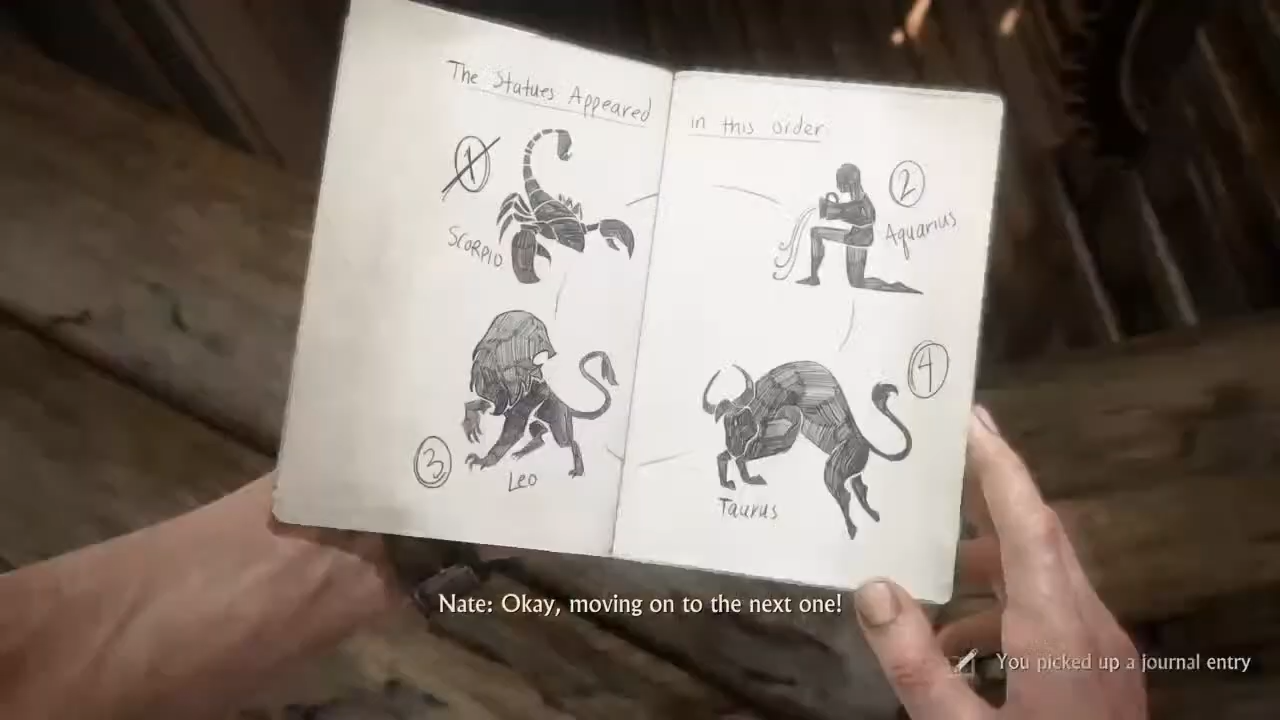 The Statues Appeared
in this order
1
SCORPIO
2
Aquarius
3
Leo
4
Taurus
Nate: Okay, moving on to the next one!
You picked up a journal entry